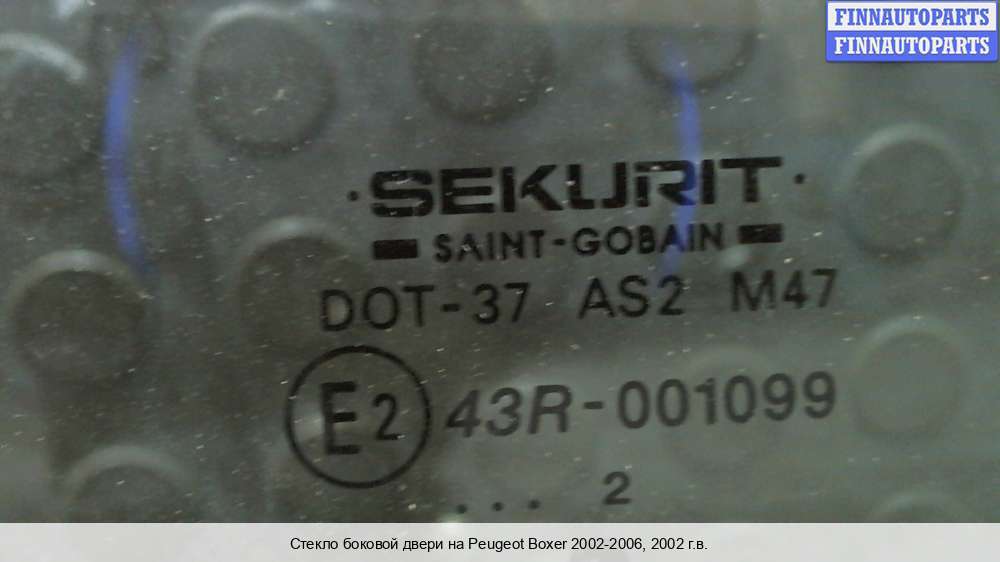 FINNAUTOPARTS
FINNAUTOPARTS
· SEKURIT ·
SAINT-GOBAIN
DOT-37 AS2 M47
E2 43R-001099
... 2
Стекло боковой двери на Peugeot Boxer 2002-2006, 2002 г.в.